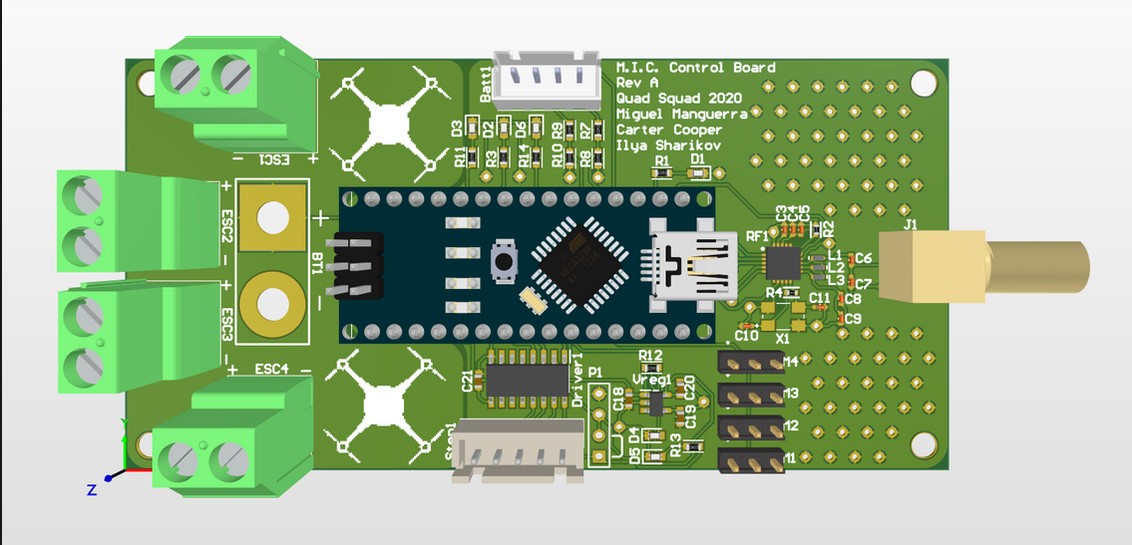 M.I.C. Control Board
Rev A
Quad Squad 2020
Miguel Manguerra
Carter Cooper
Ilya Sharikov
Batt1
D3
D2
D6
R9
R7
R11
R3
R14
R10
R8
R1
D1
- ESC1 +
+ ESC2 -
+ ESC3 -
+ ESC4 -
+ BT1 -
RF1
C3
C4
C5
R2
J1
L1
L2
L3
C6
C7
C8
C9
R4
C11
C10
X1
M4
M3
M2
M1
C21
Driver1
P1
R12
Vreg1
C18
C20
C19
D4
D5
R13
Y
Z